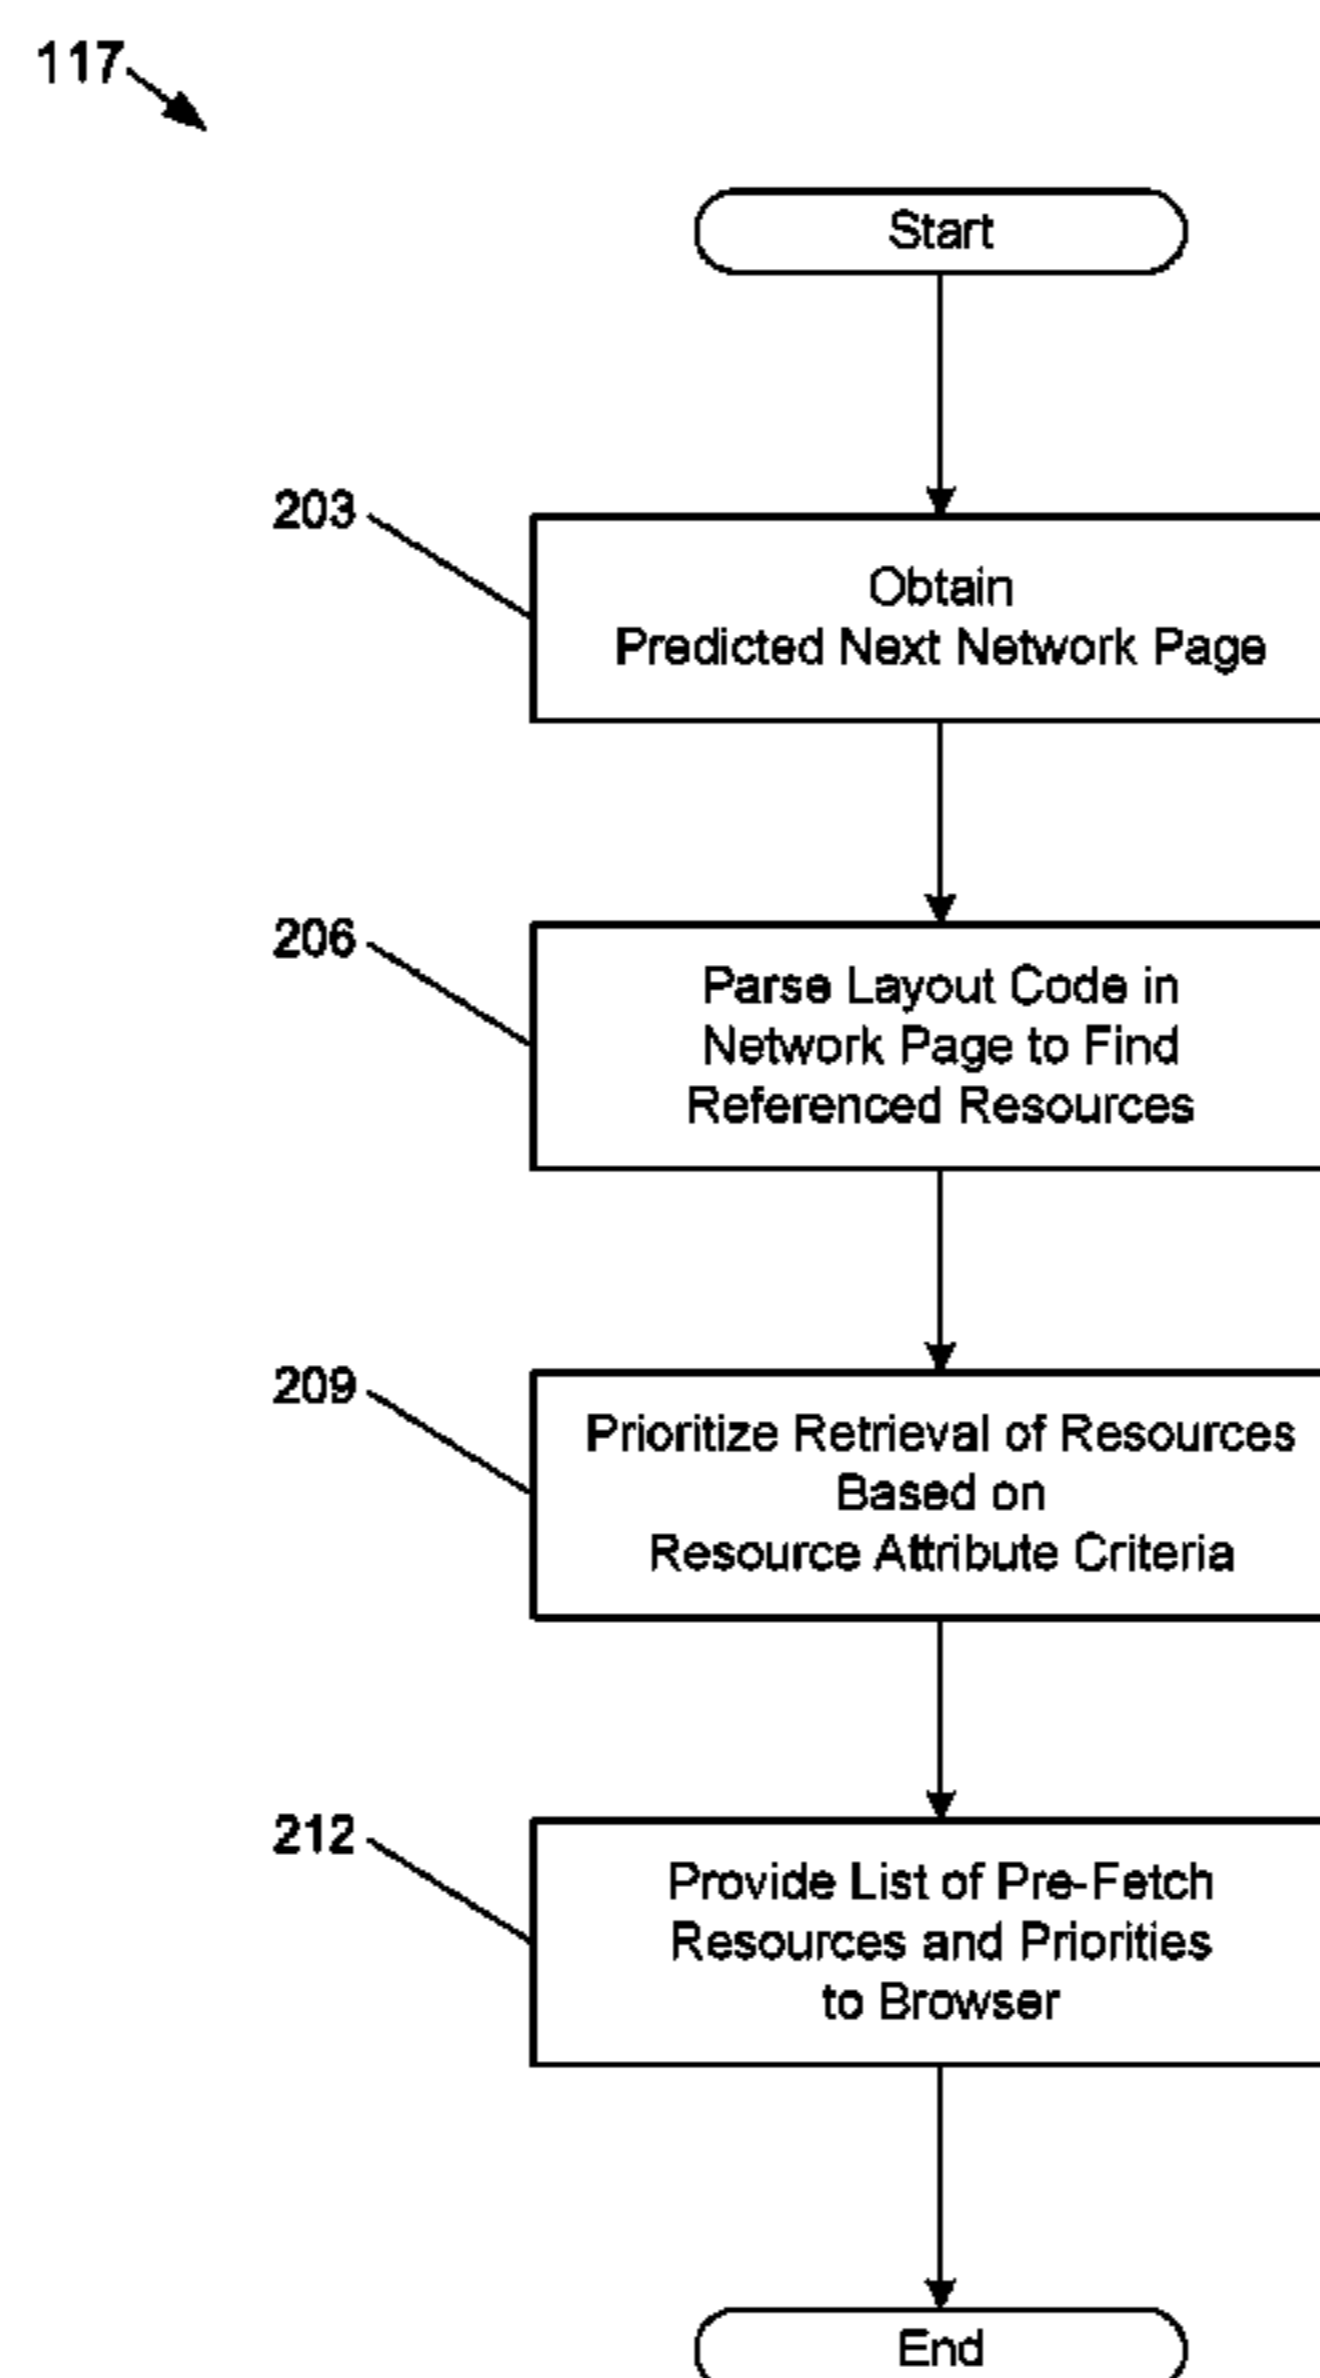 117
Start
203
Obtain
Predicted Next Network Page
206
Parse Layout Code in
Network Page to Find
Referenced Resources
209
Prioritize Retrieval of Resources
Based on
Resource Attribute Criteria
212
Provide List of Pre-Fetch
Resources and Priorities
to Browser
End